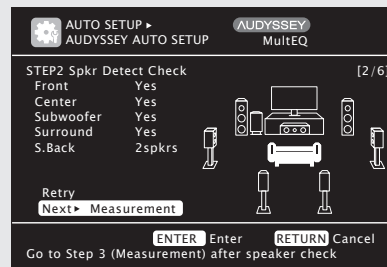 AUTO SETUP ▸
AUDYSSEY AUTO SETUP
AUDYSSEY
MultEQ
STEP2 Spkr Detect Check [2/6]
Front Yes
Center Yes
Subwoofer Yes
Surround Yes
S.Back 2spkrs
Retry
Next▸ Measurement
ENTER Enter RETURN Cancel
Go to Step 3 (Measurement) after speaker check